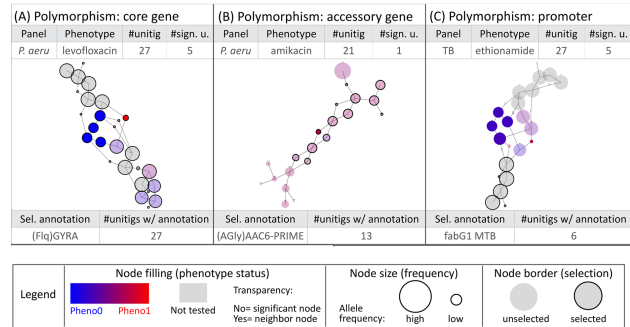 (A) Polymorphism: core gene
Panel Phenotype #unitig #sign. u.
P. aeru levofloxacin 27 5
Sel. annotation #unitigs w/ annotation
(Flq)GYRA 27
(B) Polymorphism: accessory gene
Panel Phenotype #unitig #sign. u.
P. aeru amikacin 21 1
Sel. annotation #unitigs w/ annotation
(AGly)AAC6-PRIME 13
(C) Polymorphism: promoter
Panel Phenotype #unitig #sign. u.
TB ethionamide 27 5
Sel. annotation #unitigs w/ annotation
fabG1 MTB 6
Legend
Node filling (phenotype status)
Pheno0 Pheno1
Not tested
Transparency:
No= significant node
Yes= neighbor node
Node size (frequency)
Allele
frequency:
high low
Node border (selection)
unselected selected